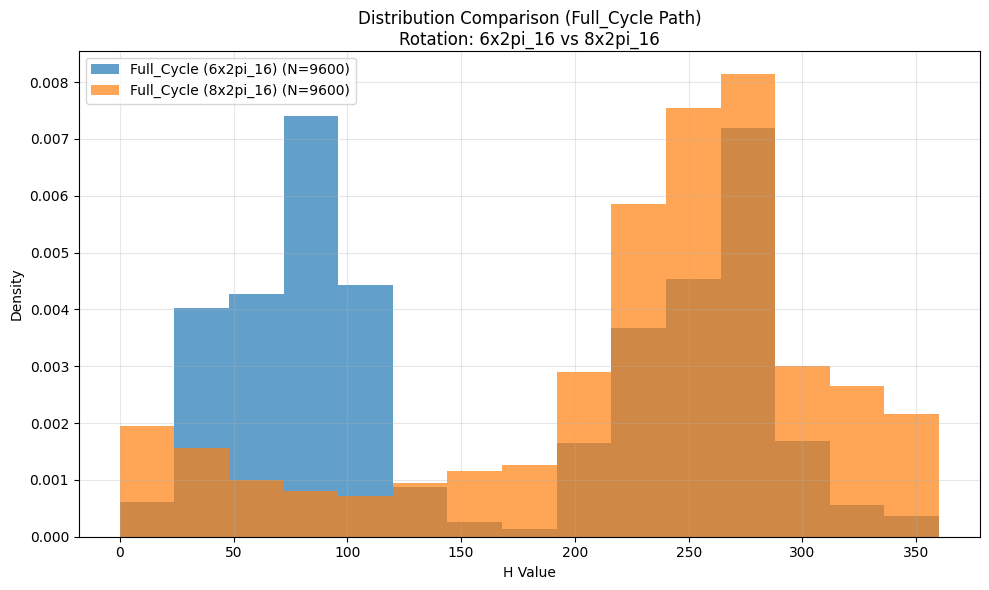 Distribution Comparison (Full_Cycle Path)
Rotation: 6x2pi_16 vs 8x2pi_16
Full_Cycle (6x2pi_16) (N=9600)
Full_Cycle (8x2pi_16) (N=9600)
0.008
0.007
0.006
0.005
0.004
0.003
0.002
0.001
0.000
Density
0 50 100 150 200 250 300 350
H Value